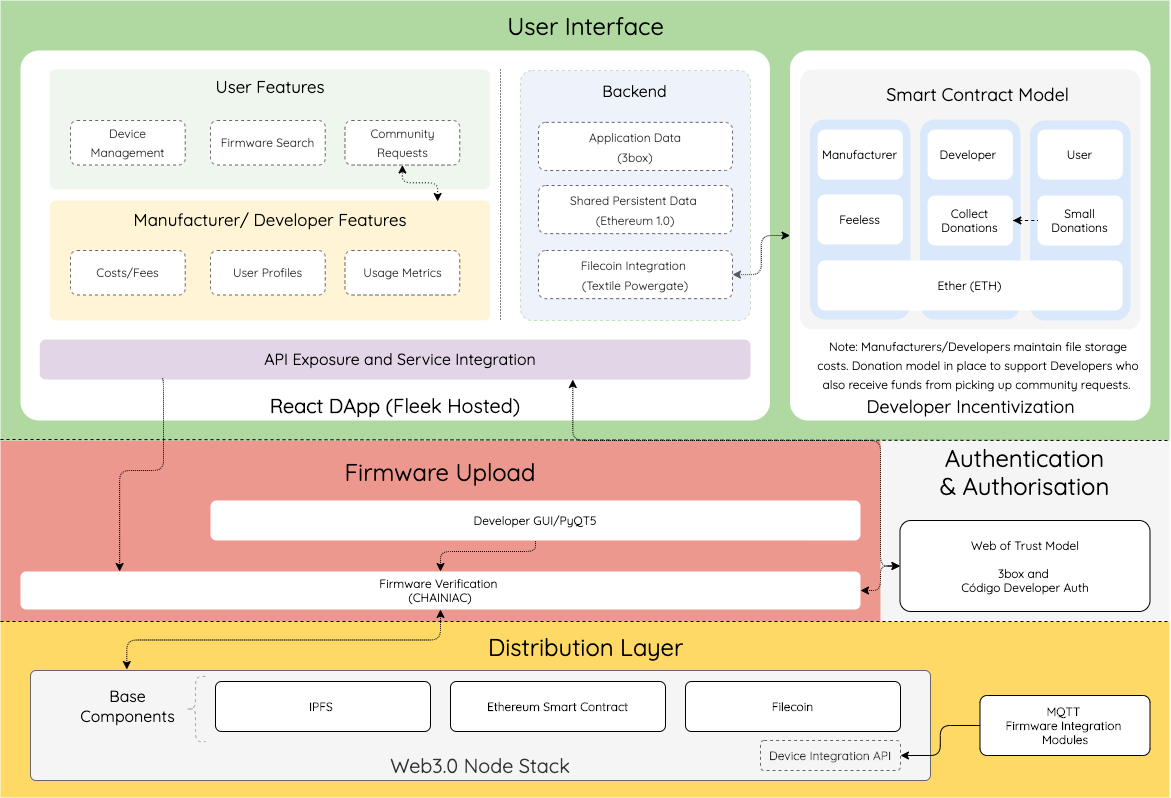 User Interface
User Features
Device
Management
Firmware Search
Community
Requests
Manufacturer/ Developer Features
Costs/Fees
User Profiles
Usage Metrics
Backend
Application Data
(3box)
Shared Persistent Data
(Ethereum 1.0)
Filecoin Integration
(Textile Powergate)
API Exposure and Service Integration
React DApp (Fleek Hosted)
Smart Contract Model
Manufacturer
Developer
User
Feeless
Collect
Donations
Small
Donations
Ether (ETH)
Note: Manufacturers/Developers maintain file storage
costs. Donation model in place to support Developers who
also receive funds from picking up community requests.
Developer Incentivization
Firmware Upload
Developer GUI/PyQT5
Firmware Verification
(CHAINIAC)
Authentication
& Authorisation
Web of Trust Model
3box and
Código Developer Auth
Distribution Layer
Base
Components
IPFS
Ethereum Smart Contract
Filecoin
Device Integration API
Web3.0 Node Stack
MQTT
Firmware Integration
Modules